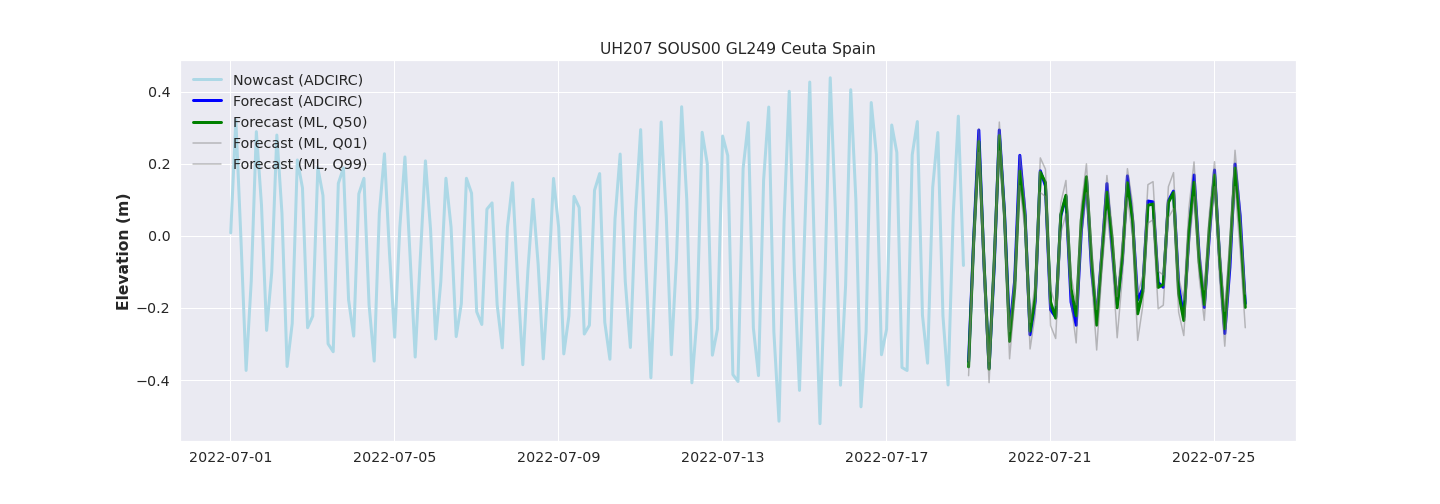 UH207 SOUS00 GL249 Ceuta Spain
Nowcast (ADCIRC)
Forecast (ADCIRC)
Forecast (ML, Q50)
Forecast (ML, Q01)
Forecast (ML, Q99)
Elevation (m)
0.4
0.2
0.0
−0.2
−0.4
2022-07-01 2022-07-05 2022-07-09 2022-07-13 2022-07-17 2022-07-21 2022-07-25